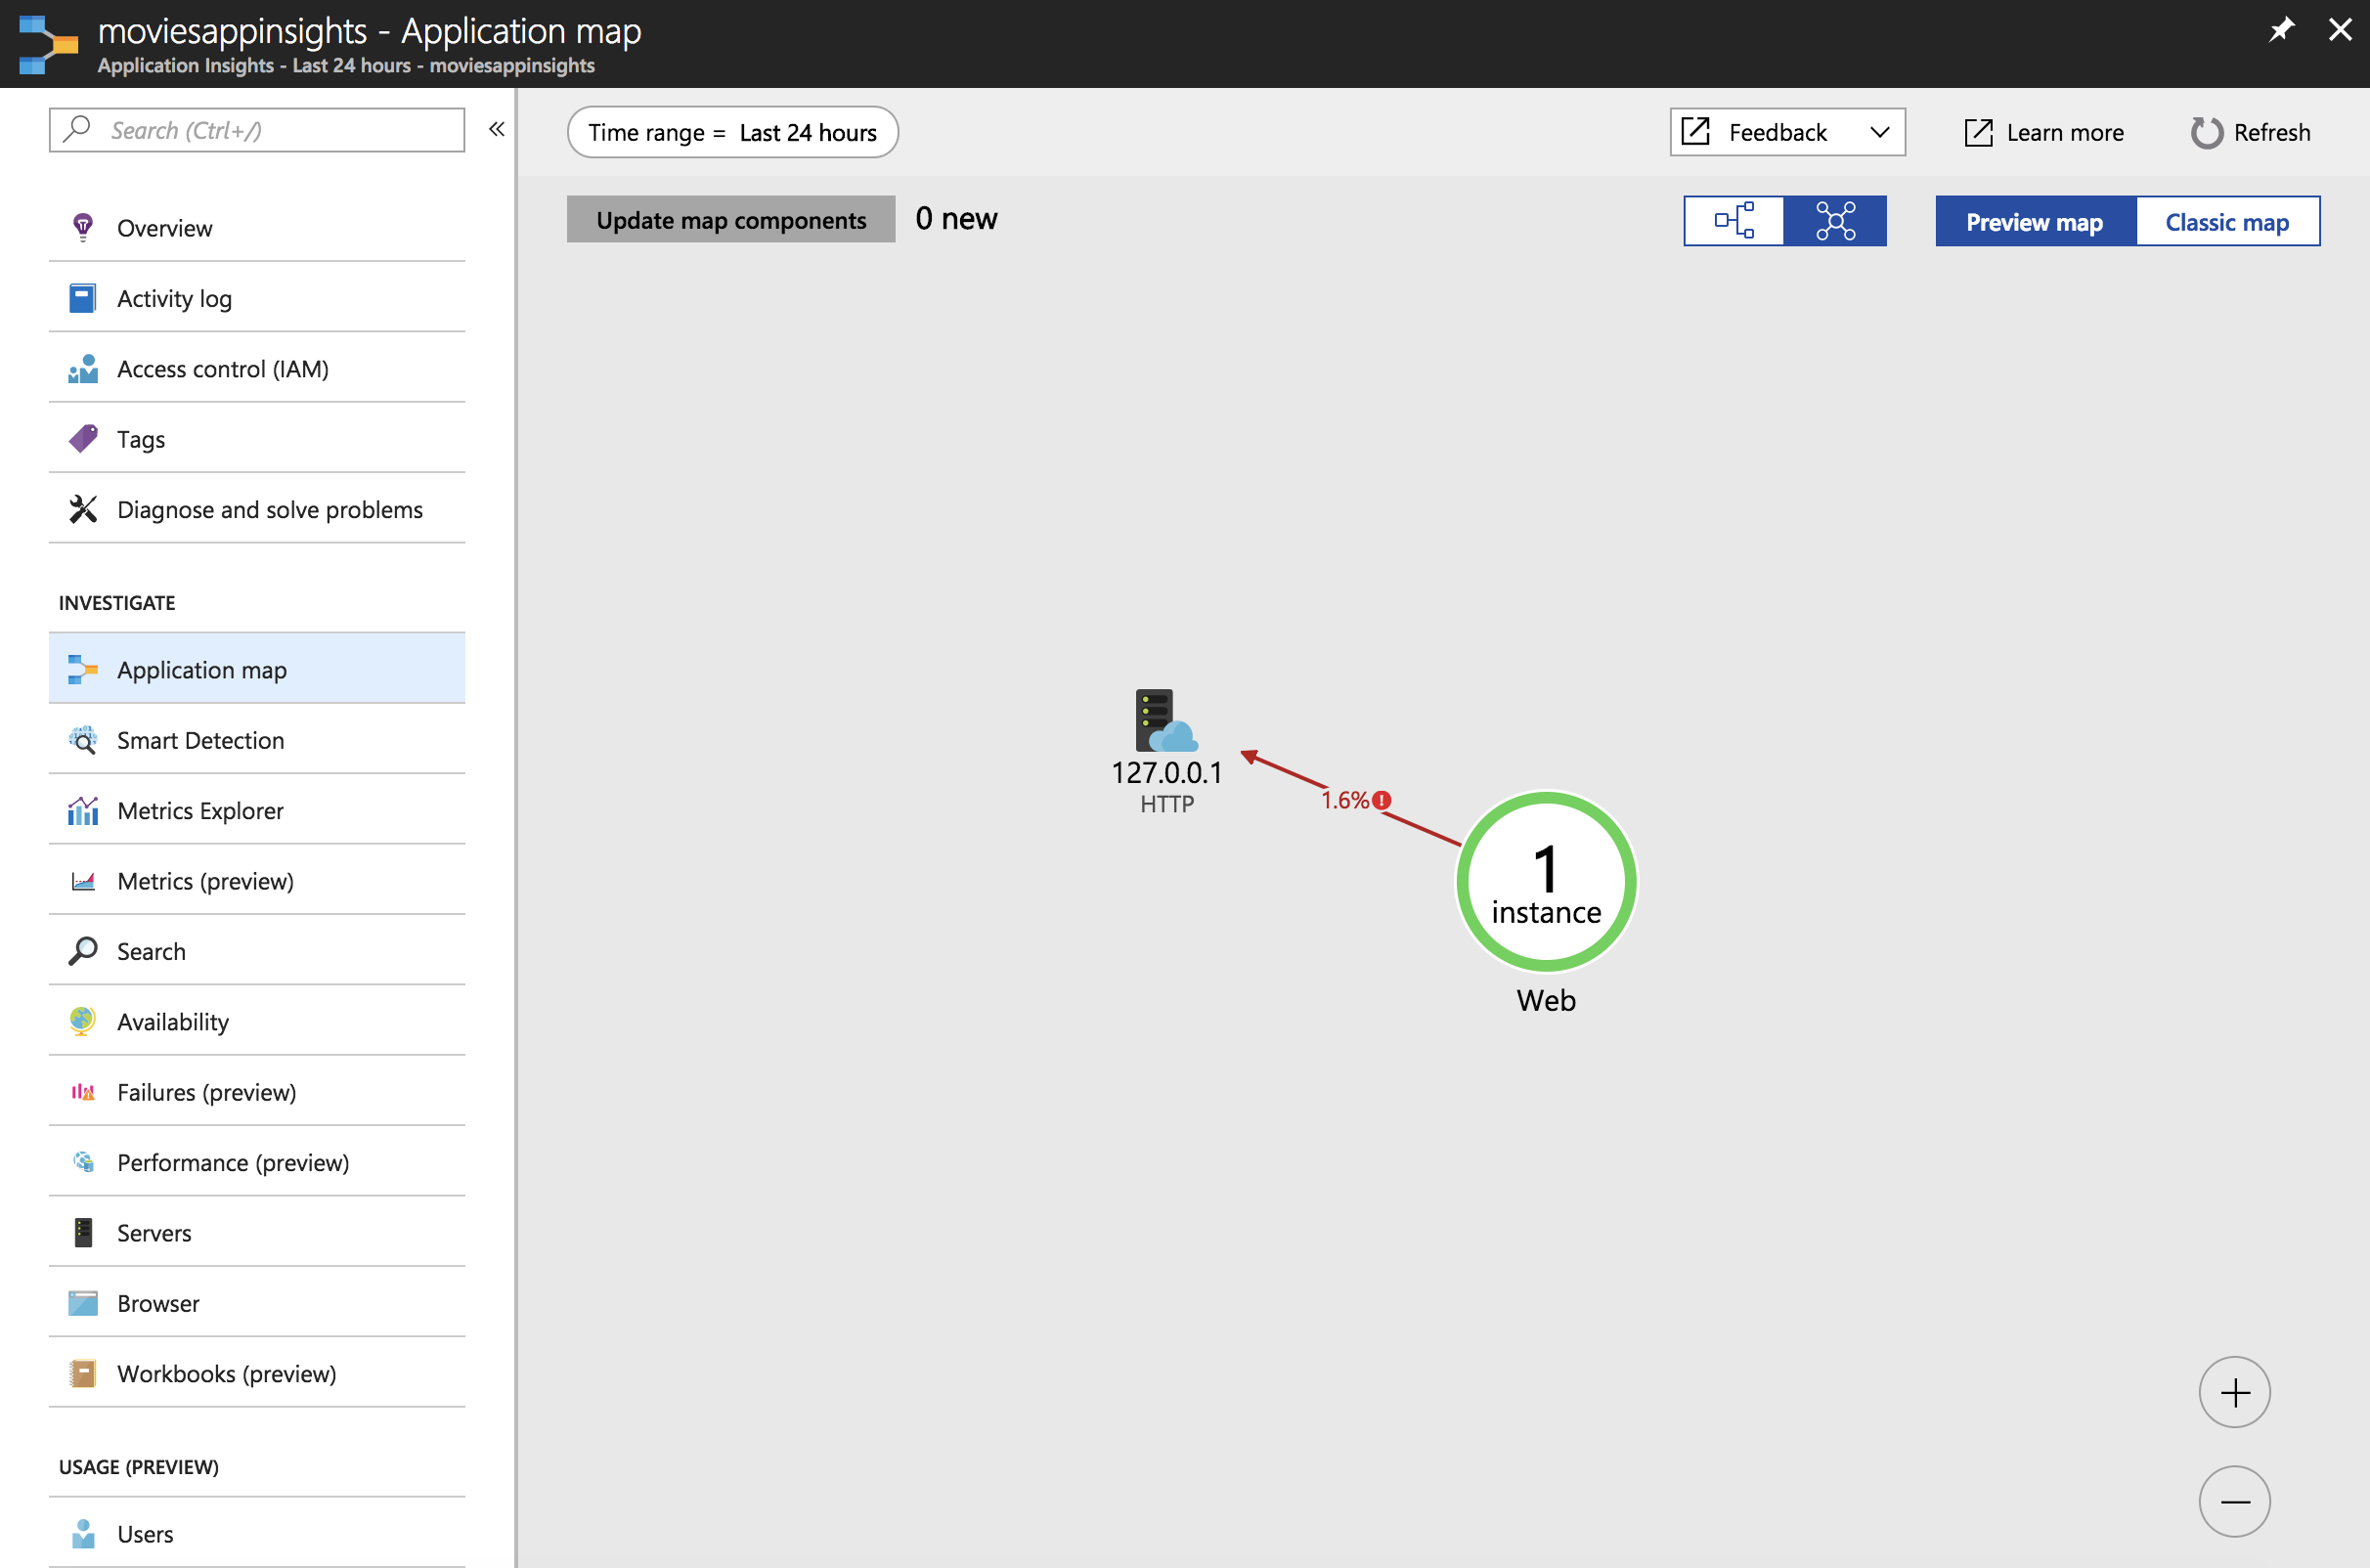 moviesappinsights - Application map
Application Insights - Last 24 hours - moviesappinsights
Search (Ctrl+/)
Overview
Activity log
Access control (IAM)
Tags
Diagnose and solve problems
INVESTIGATE
Application map
Smart Detection
Metrics Explorer
Metrics (preview)
Search
Availability
Failures (preview)
Performance (preview)
Servers
Browser
Workbooks (preview)
USAGE (PREVIEW)
Users
Time range = Last 24 hours
Feedback
Learn more
Refresh
Update map components 0 new
Preview map
Classic map
127.0.0.1
HTTP
1.6%
1
instance
Web